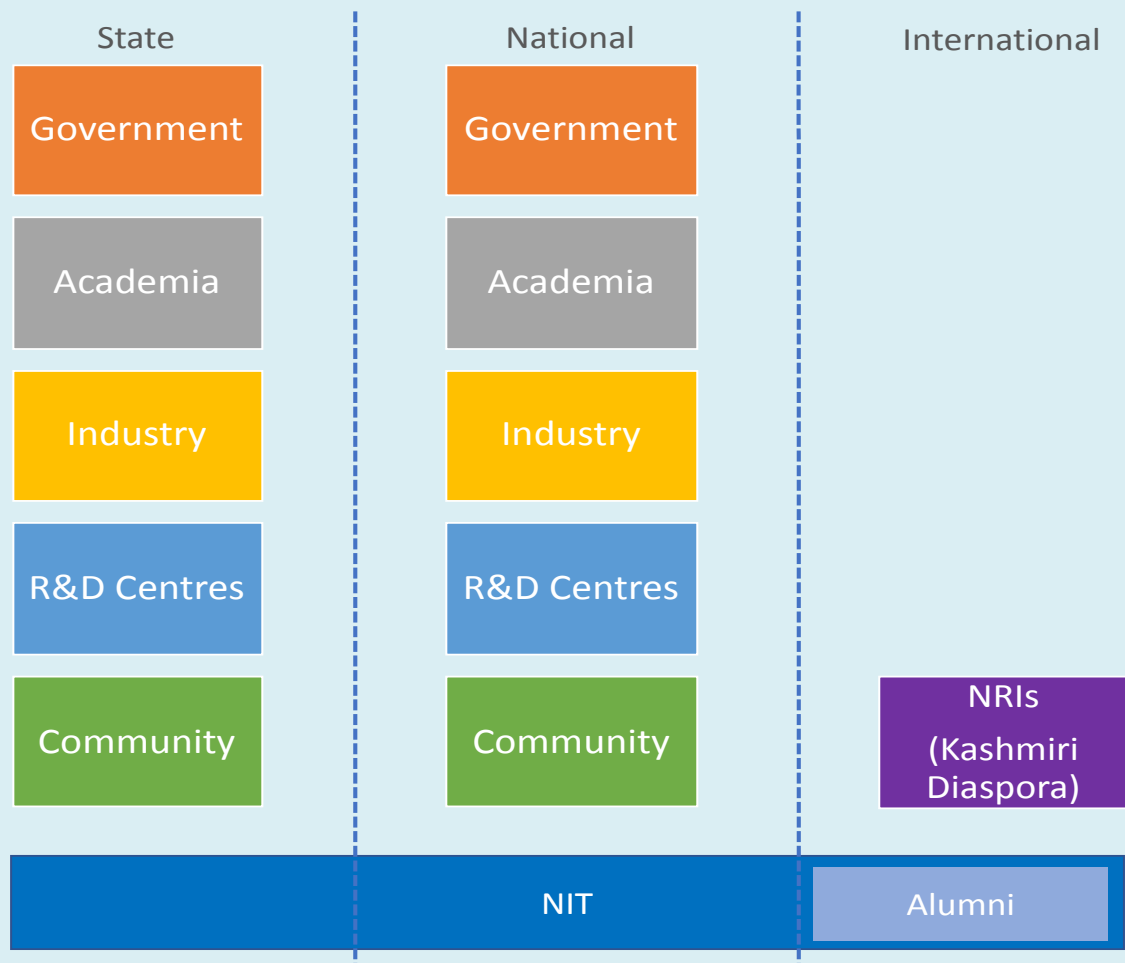 State
National
International
Government
Government
Academia
Academia
Industry
Industry
R&D Centres
R&D Centres
Community
Community
NRIs
(Kashmiri
Diaspora)
NIT
Alumni